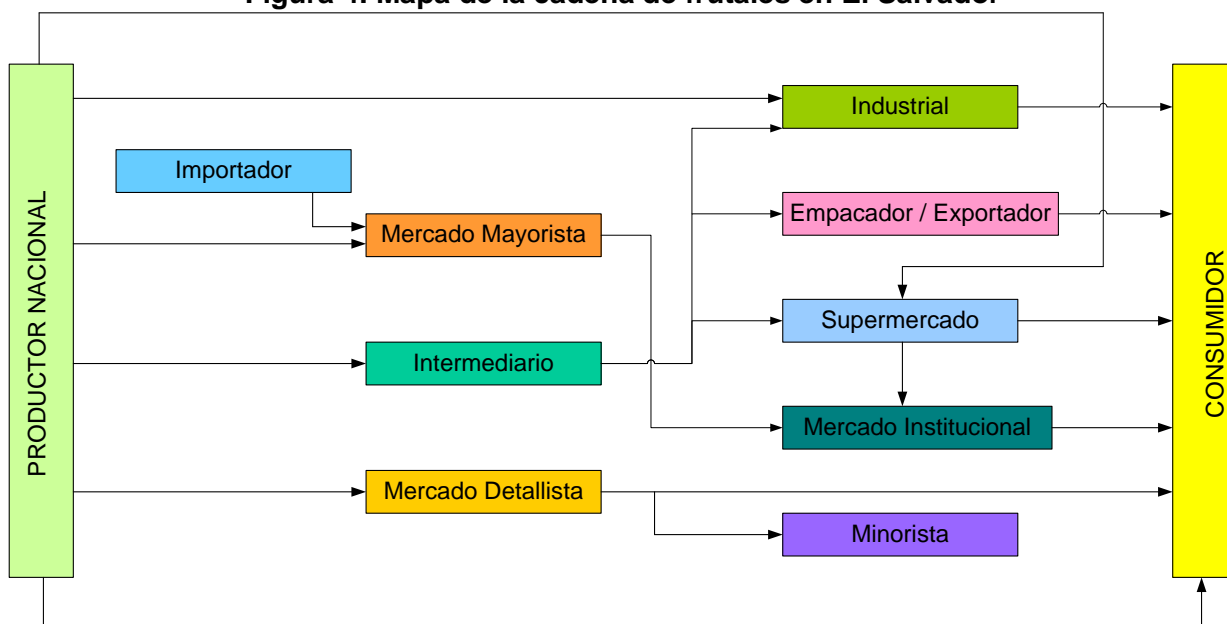 Figura 4. Mapa de la cadena de frutales en El Salvador
PRODUCTOR NACIONAL
Industrial
Importador
Empacador / Exportador
Mercado Mayorista
Supermercado
Intermediario
Mercado Institucional
Mercado Detallista
Minorista
CONSUMIDOR